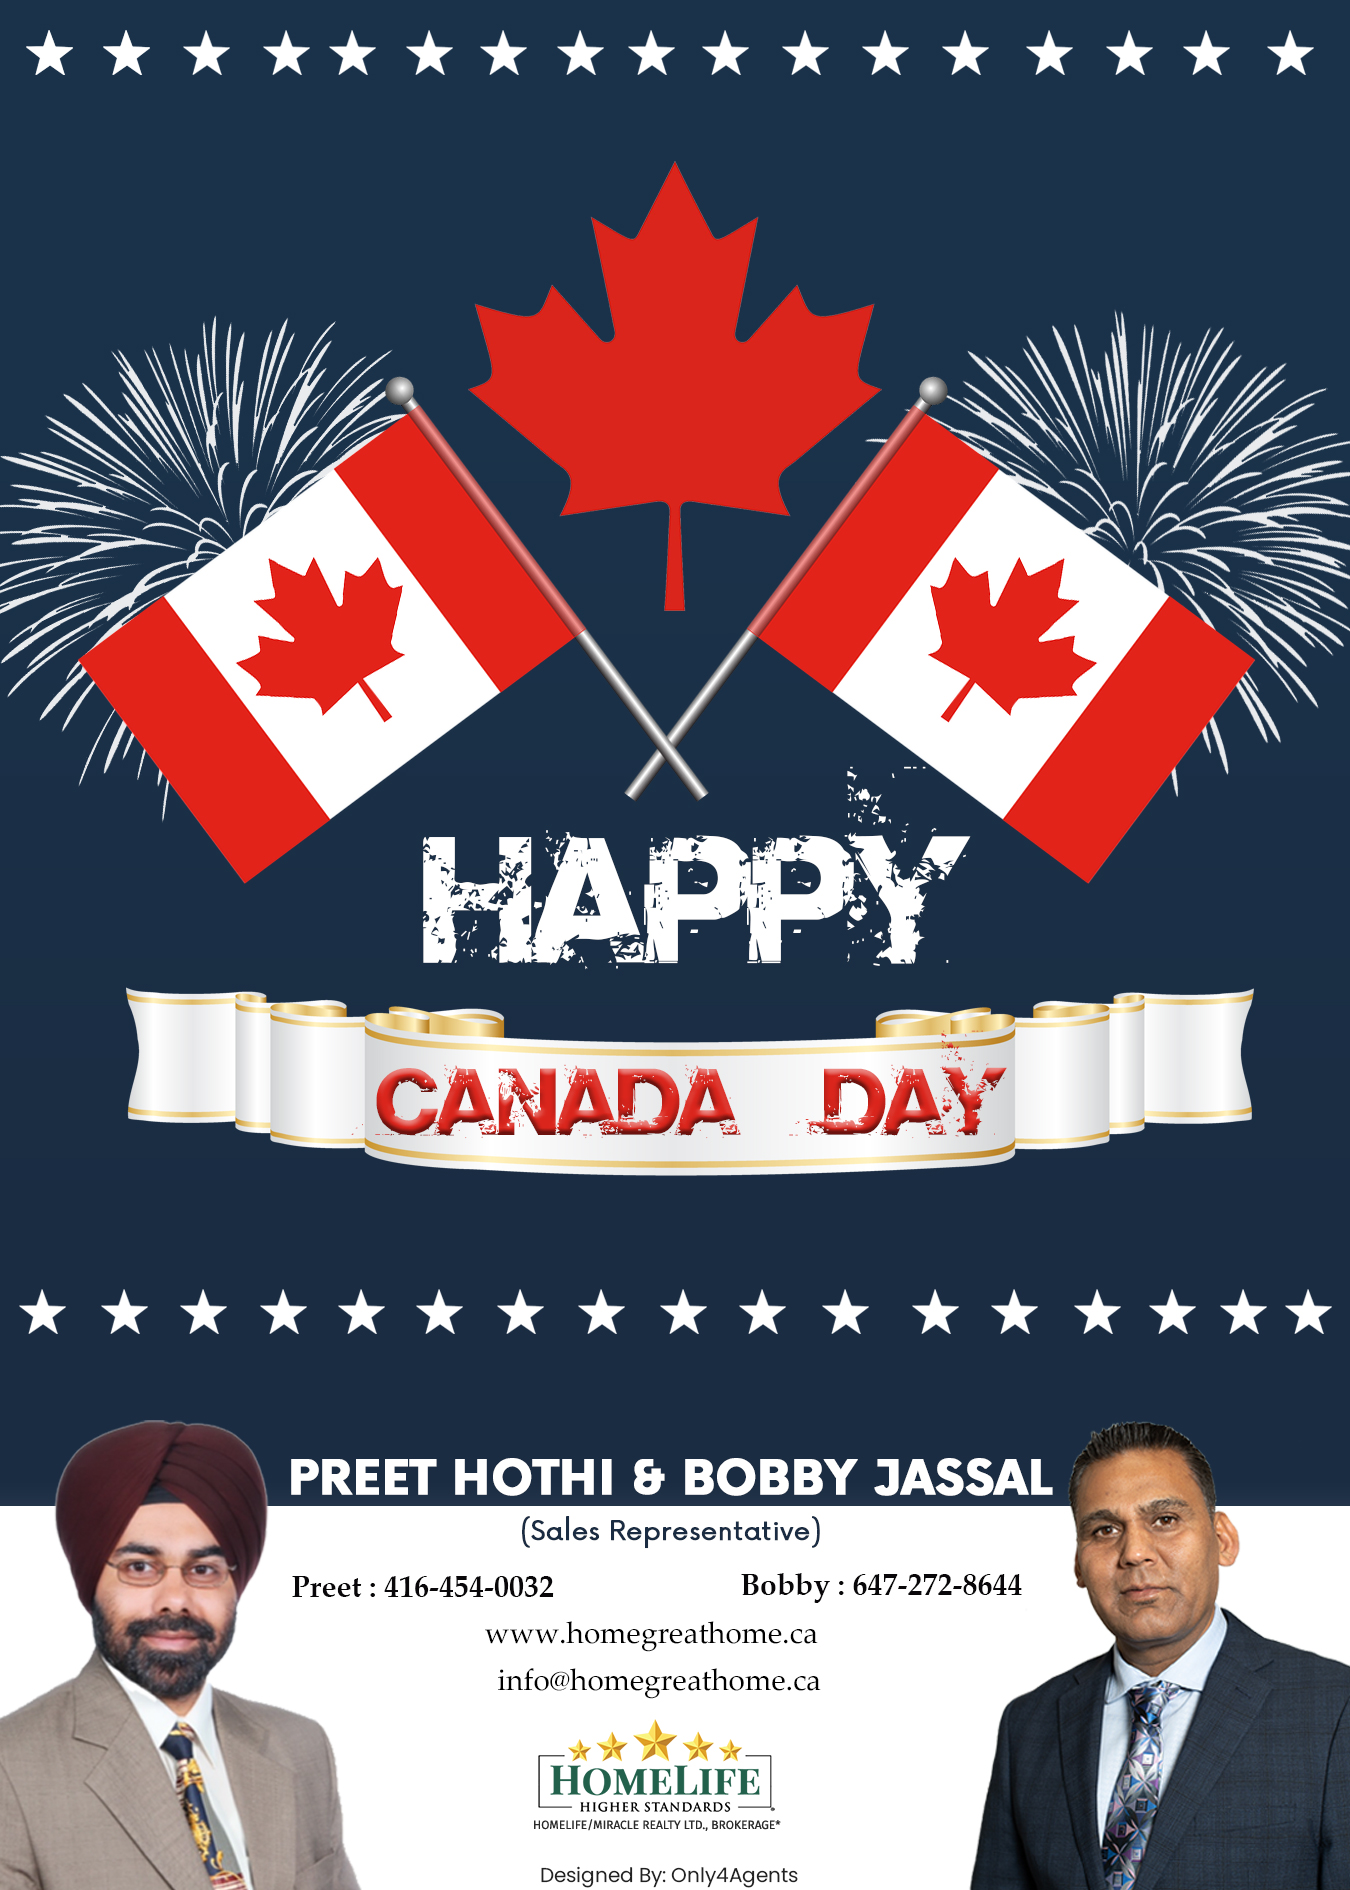 HAPPY
CANADA DAY
PREET HOTHI & BOBBY JASSAL
(Sales Representative)
Preet : 416-454-0032
Bobby : 647-272-8644
www.homegreathome.ca
info@homegreathome.ca
HOMELIFE
HIGHER STANDARDS
HOMELIFE/MIRACLE REALTY LTD., BROKERAGE*
Designed By: Only4Agents